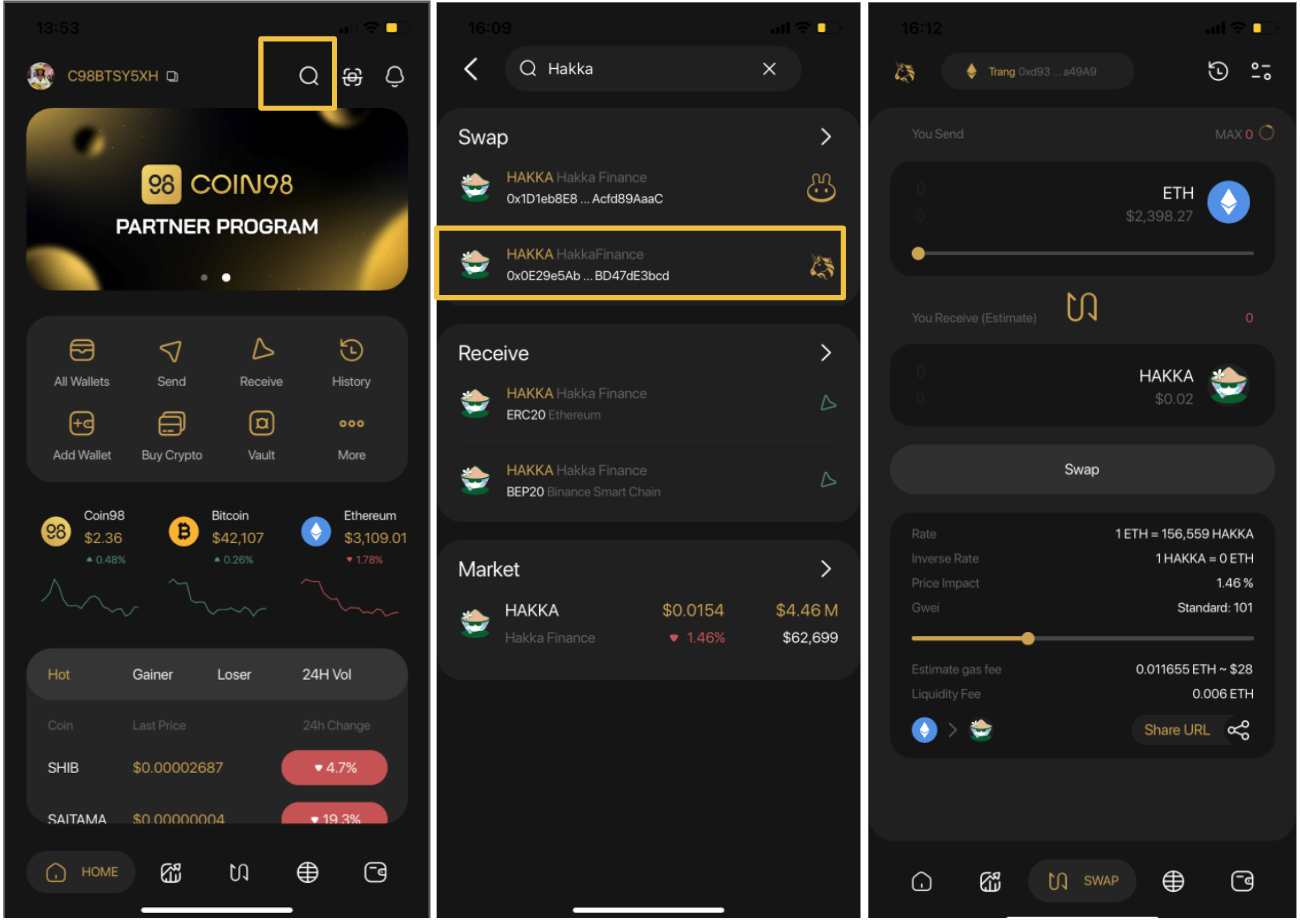 13:53
C98BTSY5XH
98 COIN98
PARTNER PROGRAM
All Wallets
Send
Receive
History
Add Wallet
Buy Crypto
Vault
More
Coin98
$2.36
0.48%
Bitcoin
$42,107
0.26%
Ethereum
$3,109.01
1.78%
Hot
Gainer
Loser
24H Vol
Coin
Last Price
24h Change
SHIB
$0.00002687
4.7%
SAITAMA
$0.00000004
19.3%
HOME
16:09
Hakka
Swap
HAKKA Hakka Finance
0x1D1eb8E8 ... Acfd89AaaC
HAKKA HakkaFinance
0x0E29e5Ab ... BD47dE3bcd
Receive
HAKKA Hakka Finance
ERC20 Ethereum
HAKKA Hakka Finance
BEP20 Binance Smart Chain
Market
HAKKA
$0.0154
$4.46 M
Hakka Finance
1.46%
$62,699
16:12
Trang 0xd93 ... a49A9
You Send
MAX 0
0
ETH
0
$2,398.27
You Receive (Estimate)
0
0
HAKKA
0
$0.02
Swap
Rate
1 ETH = 156,559 HAKKA
Inverse Rate
1 HAKKA = 0 ETH
Price Impact
1.46 %
Gwei
Standard: 101
Estimate gas fee
0.011655 ETH ~ $28
Liquidity Fee
0.006 ETH
Share URL
SWAP